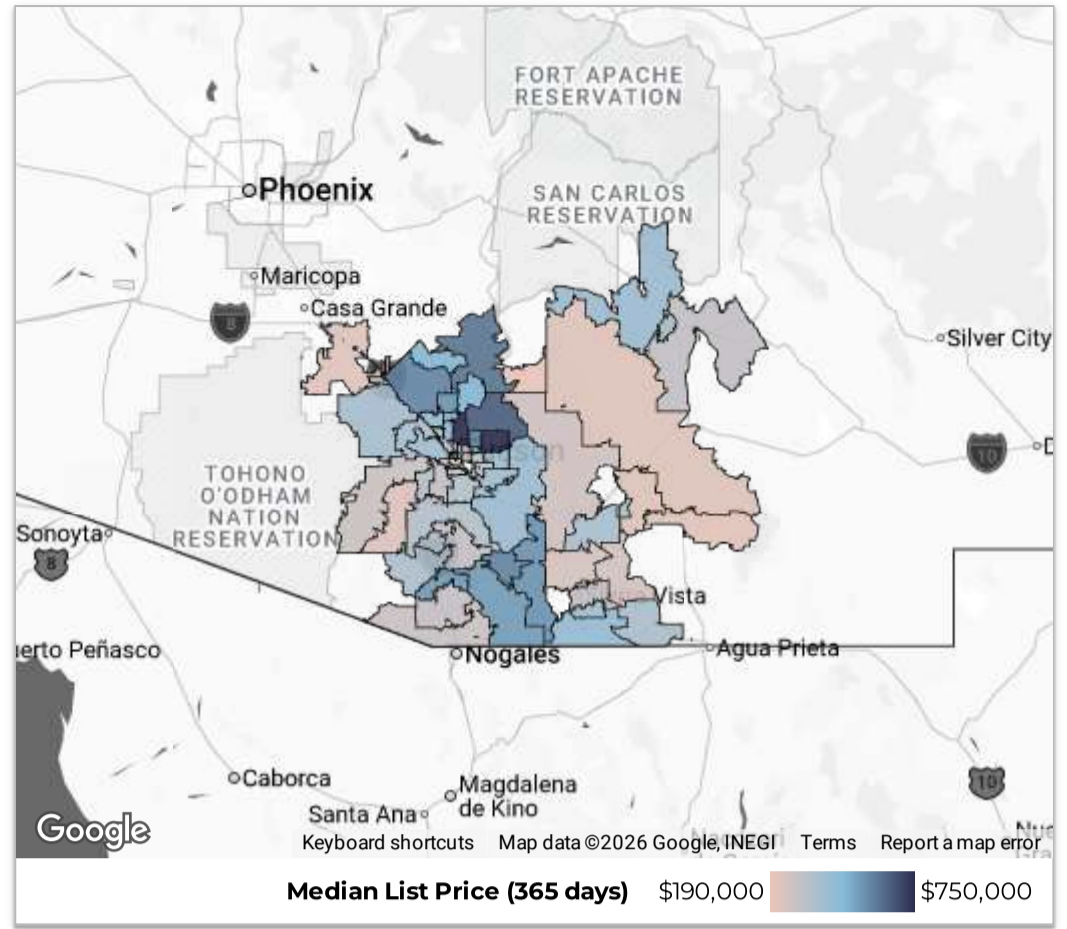 FORT APACHE
RESERVATION
Phoenix
SAN CARLOS
RESERVATION
Maricopa
Casa Grande
8
Silver City
10
TOHONO
O'ODHAM
NATION
RESERVATION
Sonoyta
8
Vista
erto Peñasco
Nogales
Agua Prieta
Caborca
Magdalena
de Kino
Santa Ana
10
Google
Keyboard shortcuts Map data ©2026 Google, INEGI Terms Report a map error
Median List Price (365 days) $190,000 $750,000